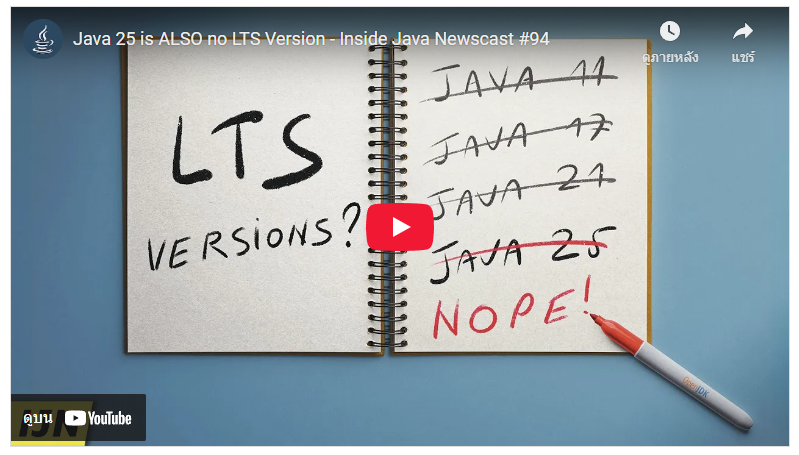 Java 25 is ALSO no LTS Version - Inside Java Newscast #94
ดูภายหลัง
แชร์
LTS
VERSIONS?
JAVA 11
JAVA 17
JAVA 21
JAVA 25
NOPE!
OpenJDK
ดูบน YouTube
IJN